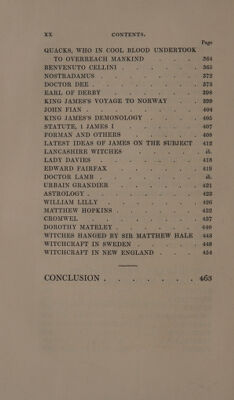 XX CONTENTS.
Page
QUACKS, WHO IN COOL BLOOD UNDERTOOK
TO OVERREACH MANKIND . . . . 364
BENVENUTO CELLINI . . . . . . 365
NOSTRADAMUS . . . . . . . 372
DOCTOR DEE . . . . . . . . 373
EARL OF DERBY . . . . . . . 398
KING JAMES'S VOYAGE TO NORWAY . . 399
JOHN FIAN . . . . . . . . 404
KING JAMES'S DEMONOLOGY . . . . 405
STATUTE, 1 JAMES I . . . . . 407
FORMAN AND OTHERS . . . . . 409
LATEST IDEAS OF JAMES ON THE SUBJECT 412
LANCASHIRE WITCHES . . . . . ib.
LADY DAVIES . . . . . . . 418
EDWARD FAIRFAX . . . . . . 419
DOCTOR LAMB . . . . . . . ib.
URBAIN GRANDIER . . . . . . 421
ASTROLOGY . . . . . . . . 423
WILLIAM LILLY . . . . . . . 426
MATTHEW HOPKINS . . . . . . 432
CROMWEL . . . . . . . . 437
DOROTHY MATELEY . . . . . . 440
WITCHES HANGED BY SIR MATTHEW HALE 443
WITCHCRAFT IN SWEDEN . . . . 448
WITCHCRAFT IN NEW ENGLAND . . . 454
CONCLUSION . . . . . . . 463